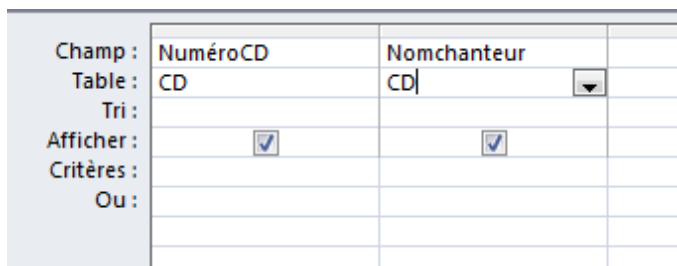 Champ : NuméroCD Nomchanteur
Table : CD CD
Tri :
Afficher :
Critères :
Ou :